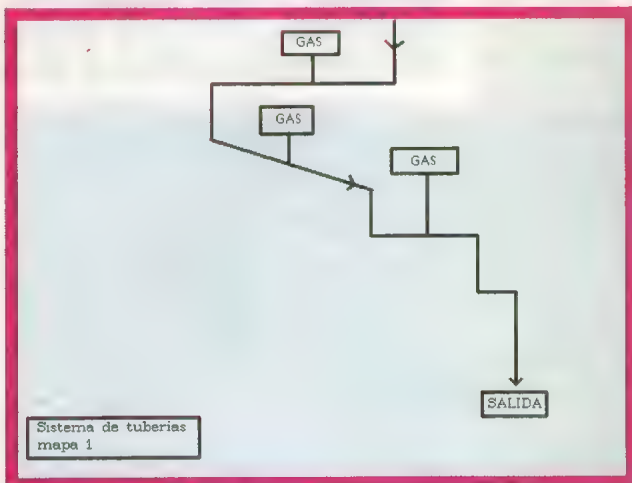 GAS
GAS
GAS
SALIDA
Sistema de tuberias
mapa 1